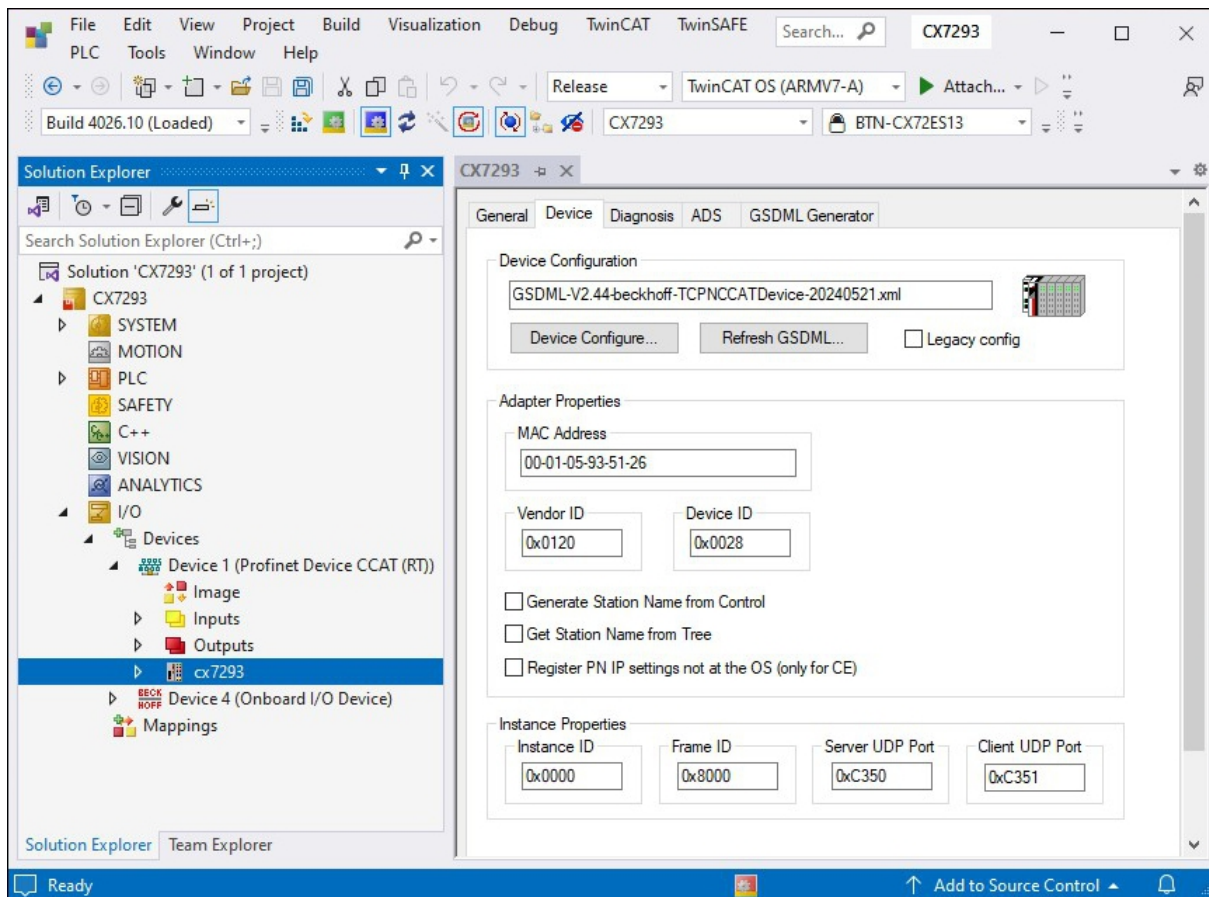 File Edit View Project Build Visualization Debug TwinCAT TwinSAFE Search... CX7293
PLC Tools Window Help
Release TwinCAT OS (ARMV7-A) Attach...
Build 4026.10 (Loaded) CX7293 BTN-CX72ES13
Solution Explorer
CX7293
General Device Diagnosis ADS GSDML Generator
Search Solution Explorer (Ctrl+;)
Solution 'CX7293' (1 of 1 project)
CX7293
SYSTEM
MOTION
PLC
SAFETY
C++
VISION
ANALYTICS
I/O
Devices
Device 1 (Profinet Device CCAT (RT))
Image
Inputs
Outputs
cx7293
BECK
HOFF
Device 4 (Onboard I/O Device)
Mappings
Solution Explorer Team Explorer
Device Configuration
GSDML-V2.44-beckhoff-TCPNCCATDevice-20240521.xml
Device Configure... Refresh GSDML... Legacy config
Adapter Properties
MAC Address
00-01-05-93-51-26
Vendor ID Device ID
0x0120 0x0028
Generate Station Name from Control
Get Station Name from Tree
Register PN IP settings not at the OS (only for CE)
Instance Properties
Instance ID Frame ID Server UDP Port Client UDP Port
0x0000 0x8000 0xC350 0xC351
Ready Add to Source Control